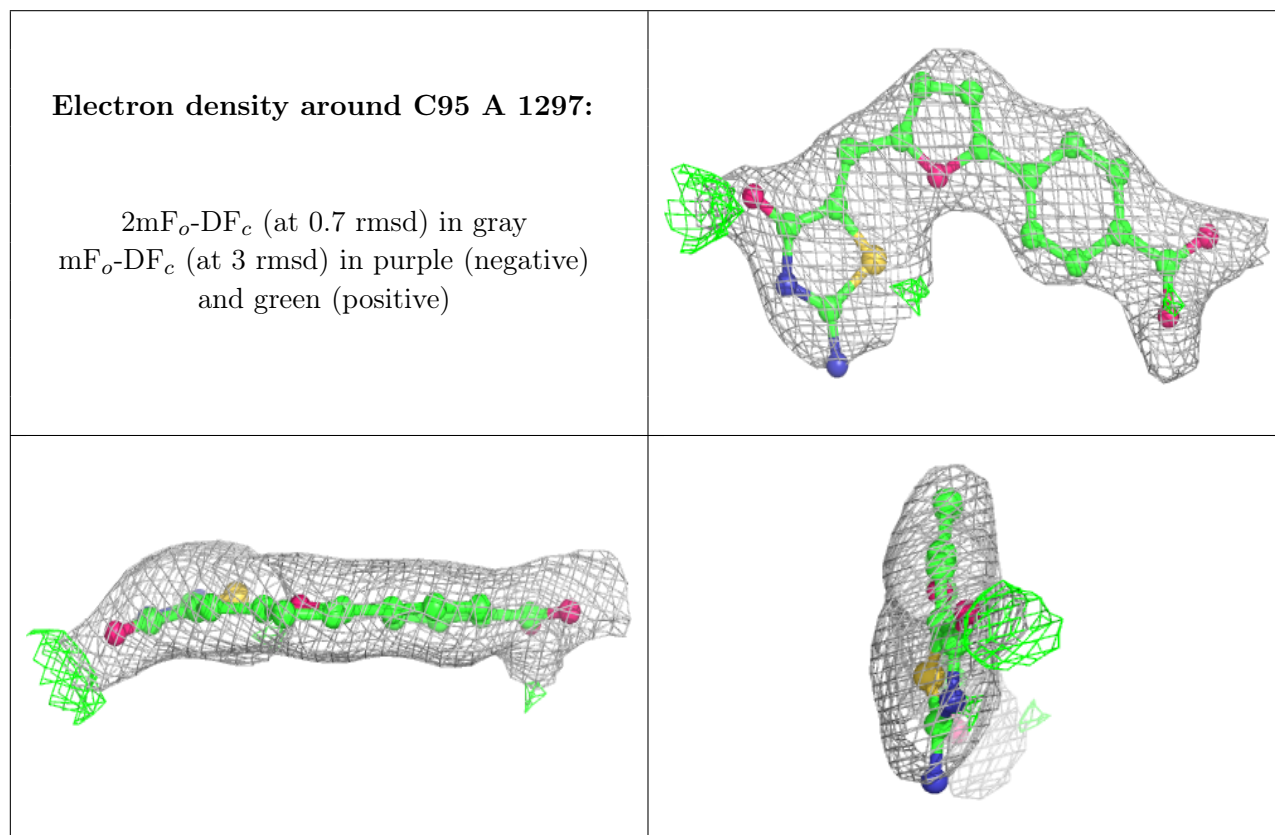 Electron density around C95 A 1297:
2mFo-DFc (at 0.7 rmsd) in gray
mFo-DFc (at 3 rmsd) in purple (negative)
and green (positive)